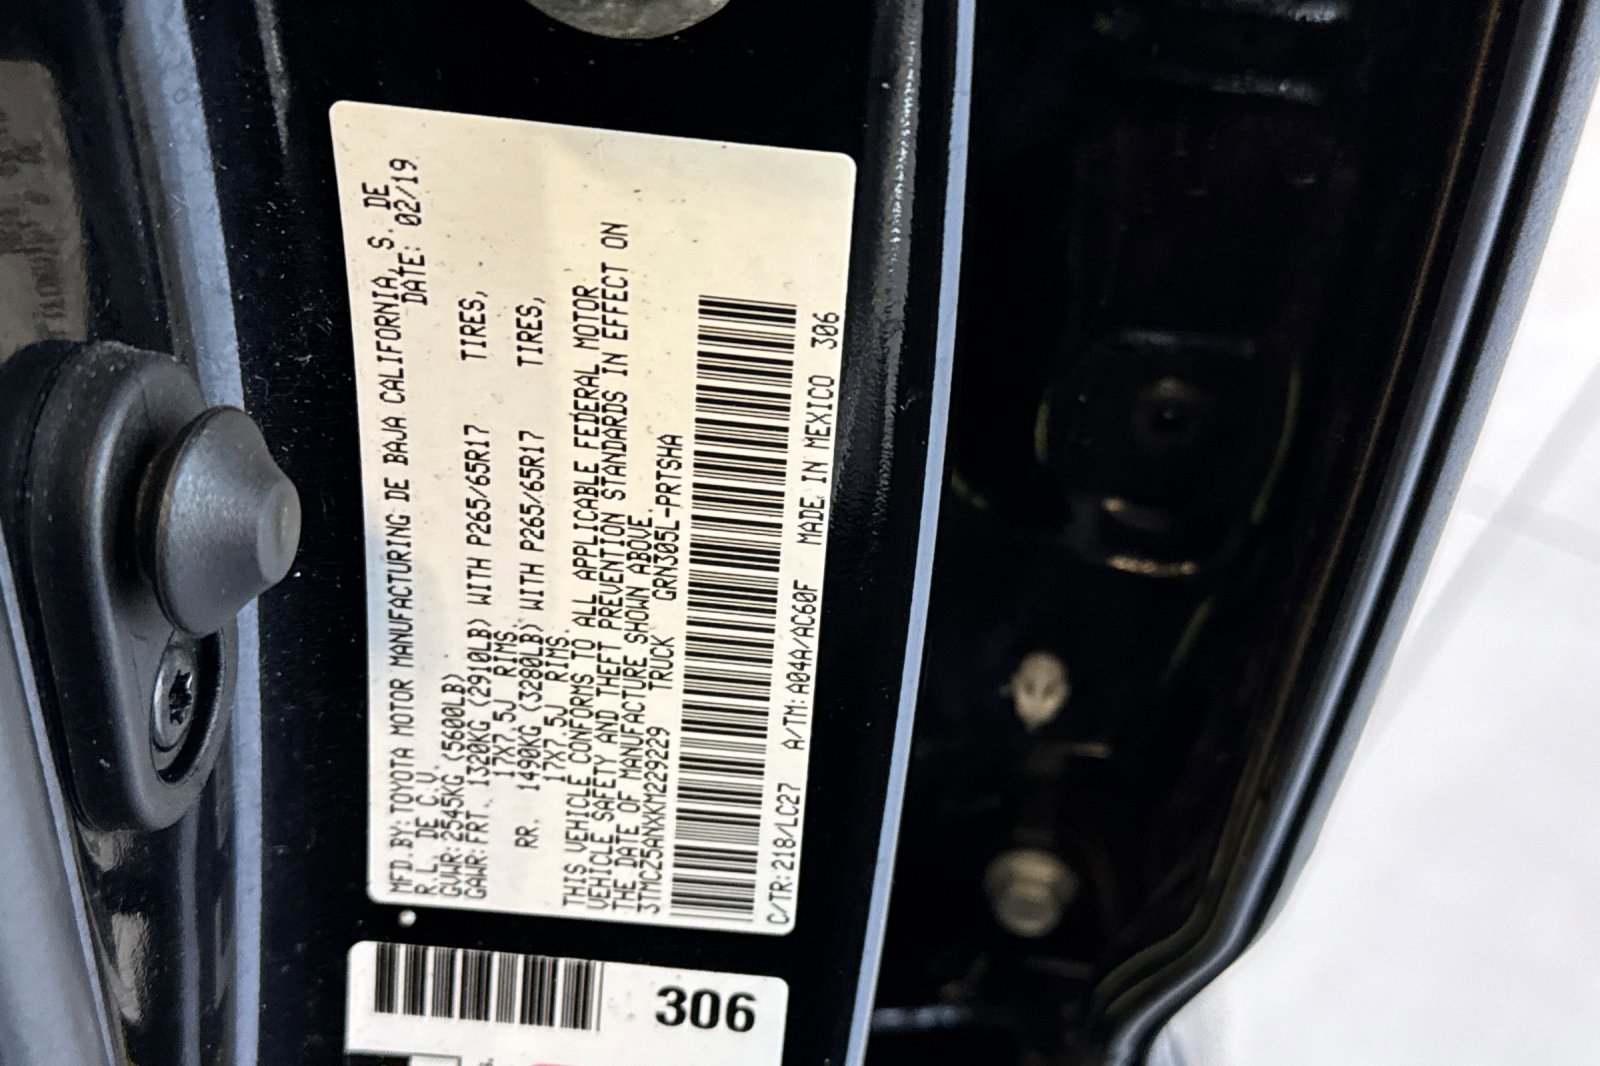 MFD.BY: TOYOTA MOTOR MANUFACTURING DE BAJA CALIFORNIA, S. DE
R.L. DE C.V. DATE: 02/19
GVWR: 2545KG (5600LB)
GAWR: FRT. 1320KG (2910LB) WITH P265/65R17 TIRES,
17X7.5J RIMS.
RR. 1490KG (3280LB) WITH P265/65R17 TIRES,
17X7.5J RIMS.
THIS VEHICLE CONFORMS TO ALL APPLICABLE FEDERAL MOTOR
VEHICLE SAFETY AND THEFT PREVENTION STANDARDS IN EFFECT ON
THE DATE OF MANUFACTURE SHOWN ABOVE.
3TMCZ5ANXKM229229 TRUCK GRN305L-PRTSHA
C/TR: 218/LC27 A/TM: A04A/AC60F MADE IN MEXICO 306
306